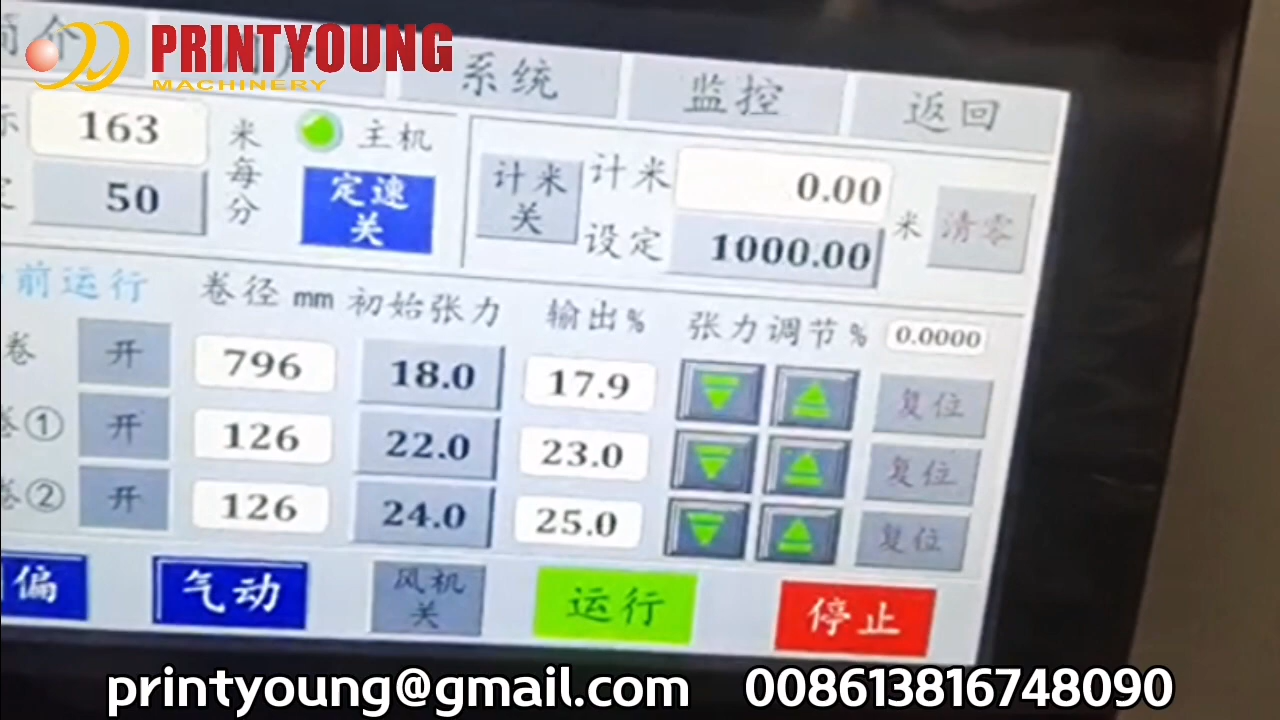 PRINTYOUNG
MACHINERY
简介
系统 监控 返回
163 米每分 主机
50 定速关
计米关 计米 0.00 米 清零
设定 1000.00
前运行 卷径 mm 初始张力 输出% 张力调节% 0.0000
卷 开 796 18.0 17.9 复位
卷① 开 126 22.0 23.0 复位
卷② 开 126 24.0 25.0 复位
偏 气动 风机关 运行 停止
printyoung@gmail.com 008613816748090